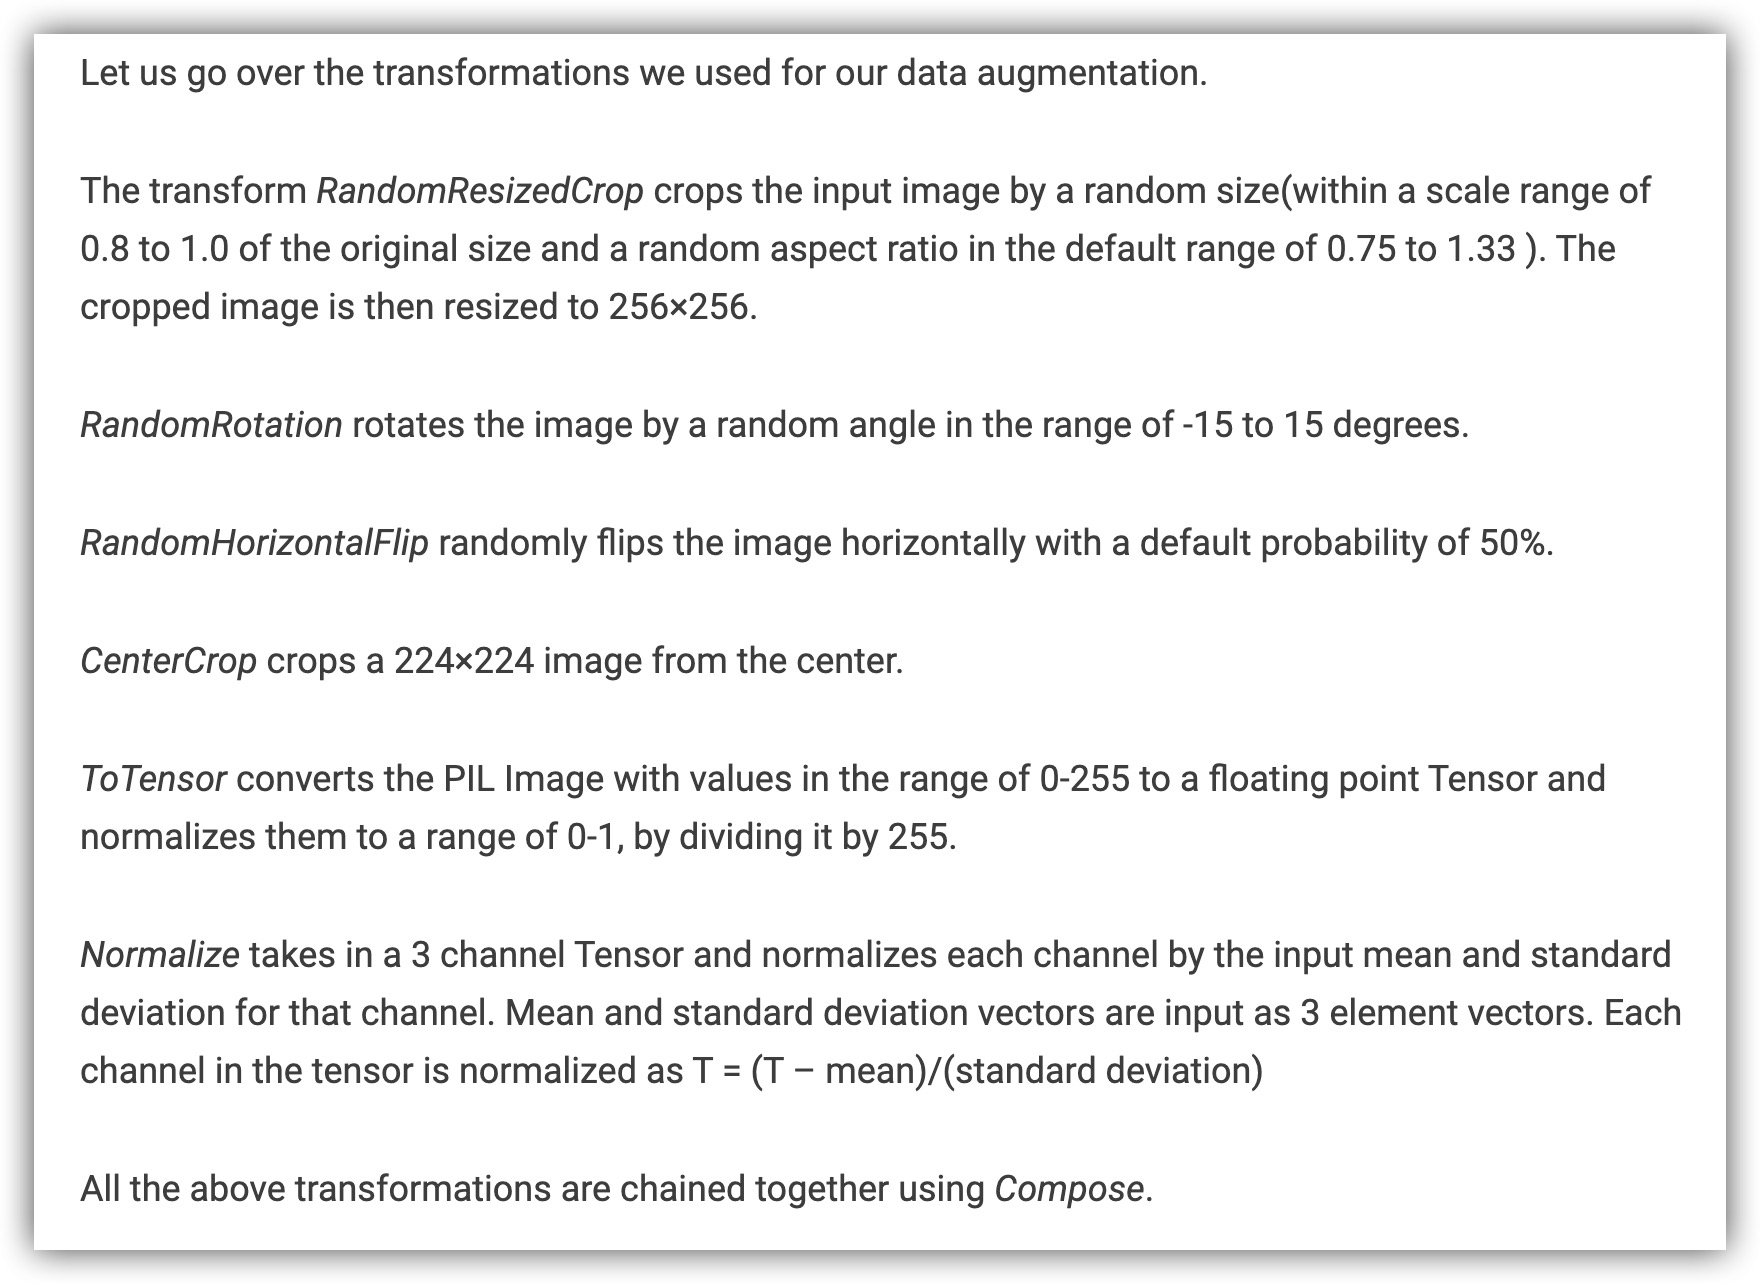 Let us go over the transformations we used for our data augmentation.
The transform RandomResizedCrop crops the input image by a random size(within a scale range of
0.8 to 1.0 of the original size and a random aspect ratio in the default range of 0.75 to 1.33 ). The
cropped image is then resized to 256×256.
RandomRotation rotates the image by a random angle in the range of -15 to 15 degrees.
RandomHorizontalFlip randomly flips the image horizontally with a default probability of 50%.
CenterCrop crops a 224×224 image from the center.
ToTensor converts the PIL Image with values in the range of 0-255 to a floating point Tensor and
normalizes them to a range of 0-1, by dividing it by 255.
Normalize takes in a 3 channel Tensor and normalizes each channel by the input mean and standard
deviation for that channel. Mean and standard deviation vectors are input as 3 element vectors. Each
channel in the tensor is normalized as T = (T – mean)/(standard deviation)
All the above transformations are chained together using Compose.